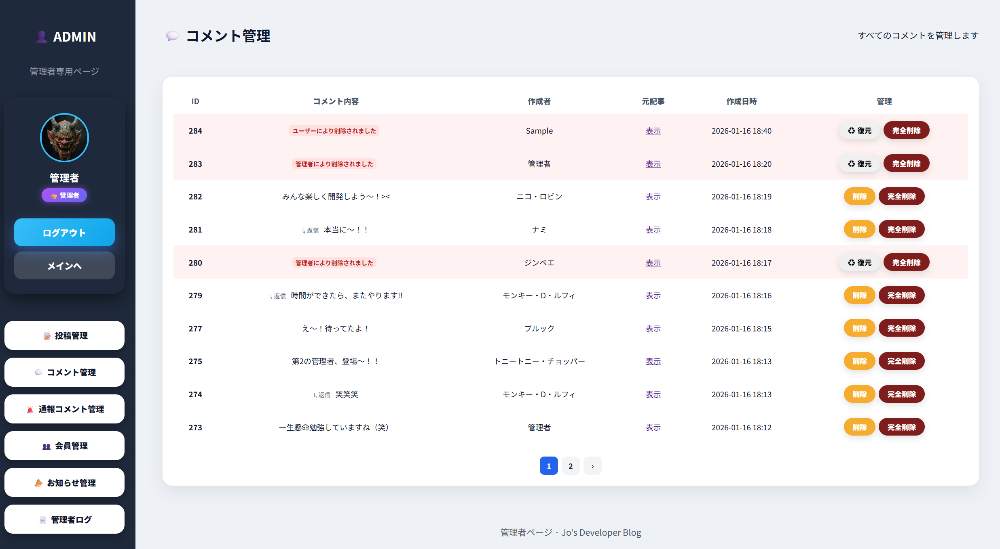 ADMIN
管理者専用ページ
管理者
管理者
ログアウト
メインへ
投稿管理
コメント管理
通報コメント管理
会員管理
お知らせ管理
管理者ログ
コメント管理
すべてのコメントを管理します
ID コメント内容 作成者 元記事 作成日時 管理
284 ユーザーにより削除されました Sample 表示 2026-01-16 18:40 ♻ 復元 完全削除
283 管理者により削除されました 管理者 表示 2026-01-16 18:20 ♻ 復元 完全削除
282 みんな楽しく開発しよう～！>< ニコ・ロビン 表示 2026-01-16 18:19 削除 完全削除
281 ↳返信 本当に～！！ ナミ 表示 2026-01-16 18:18 削除 完全削除
280 管理者により削除されました ジンベエ 表示 2026-01-16 18:17 ♻ 復元 完全削除
279 ↳返信 時間ができたら、またやります!! モンキー・D・ルフィ 表示 2026-01-16 18:16 削除 完全削除
277 え～！待ってたよ！ ブルック 表示 2026-01-16 18:15 削除 完全削除
275 第2の管理者、登場～！！ トニートニー・チョッパー 表示 2026-01-16 18:13 削除 完全削除
274 ↳返信 笑笑笑 モンキー・D・ルフィ 表示 2026-01-16 18:13 削除 完全削除
273 一生懸命勉強していますね（笑） 管理者 表示 2026-01-16 18:12 削除 完全削除
1 2 ›
管理者ページ · Jo's Developer Blog